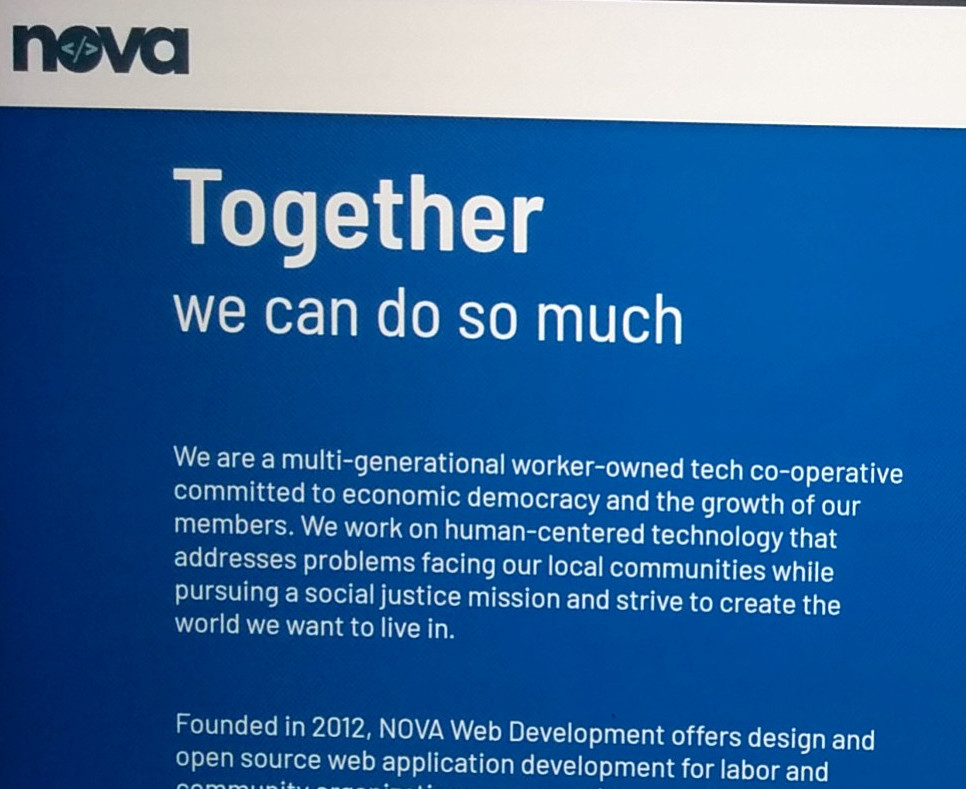 n</>va
Together
we can do so much
We are a multi-generational worker-owned tech co-operative
committed to economic democracy and the growth of our
members. We work on human-centered technology that
addresses problems facing our local communities while
pursuing a social justice mission and strive to create the
world we want to live in.
Founded in 2012, NOVA Web Development offers design and
open source web application development for labor and
community